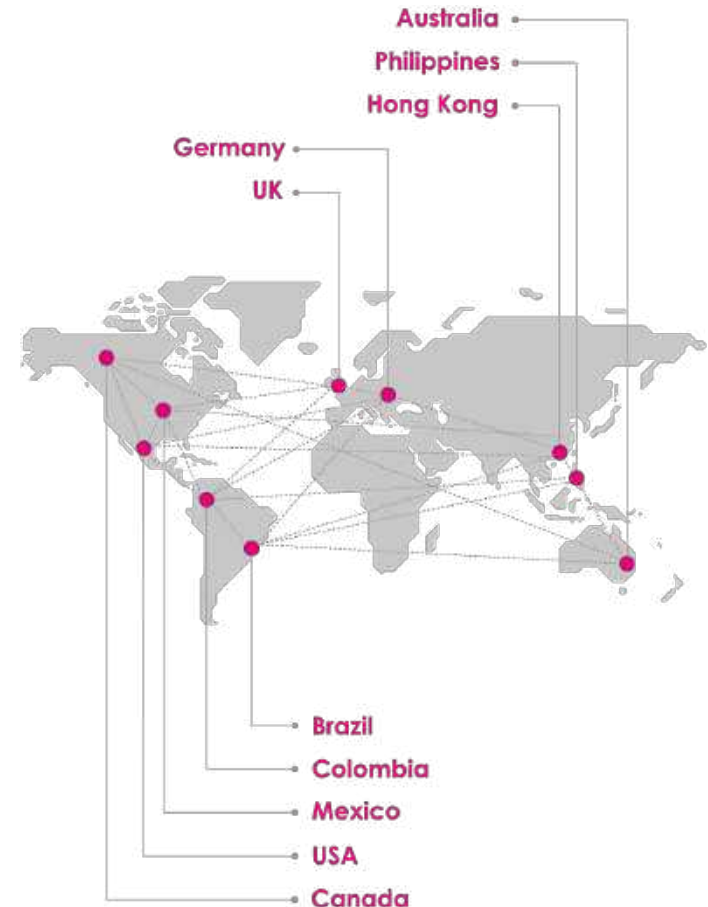 Australia
Philippines
Hong Kong
Germany
UK
Brazil
Colombia
Mexico
USA
Canada